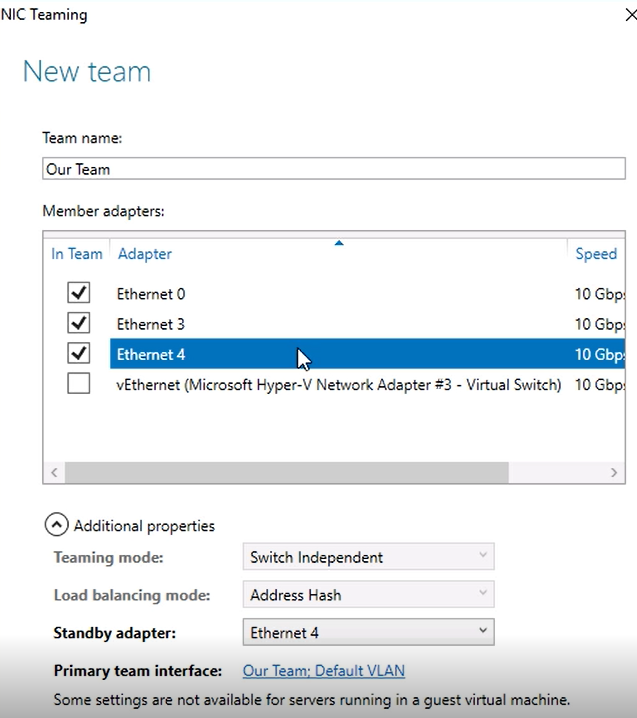 NIC Teaming
New team
Team name:
Our Team
Member adapters:
In Team Adapter Speed
Ethernet 0 10 Gbps
Ethernet 3 10 Gbps
Ethernet 4 10 Gbps
vEthernet (Microsoft Hyper-V Network Adapter #3 - Virtual Switch) 10 Gbps
Additional properties
Teaming mode: Switch Independent
Load balancing mode: Address Hash
Standby adapter: Ethernet 4
Primary team interface: Our Team; Default VLAN
Some settings are not available for servers running in a guest virtual machine.